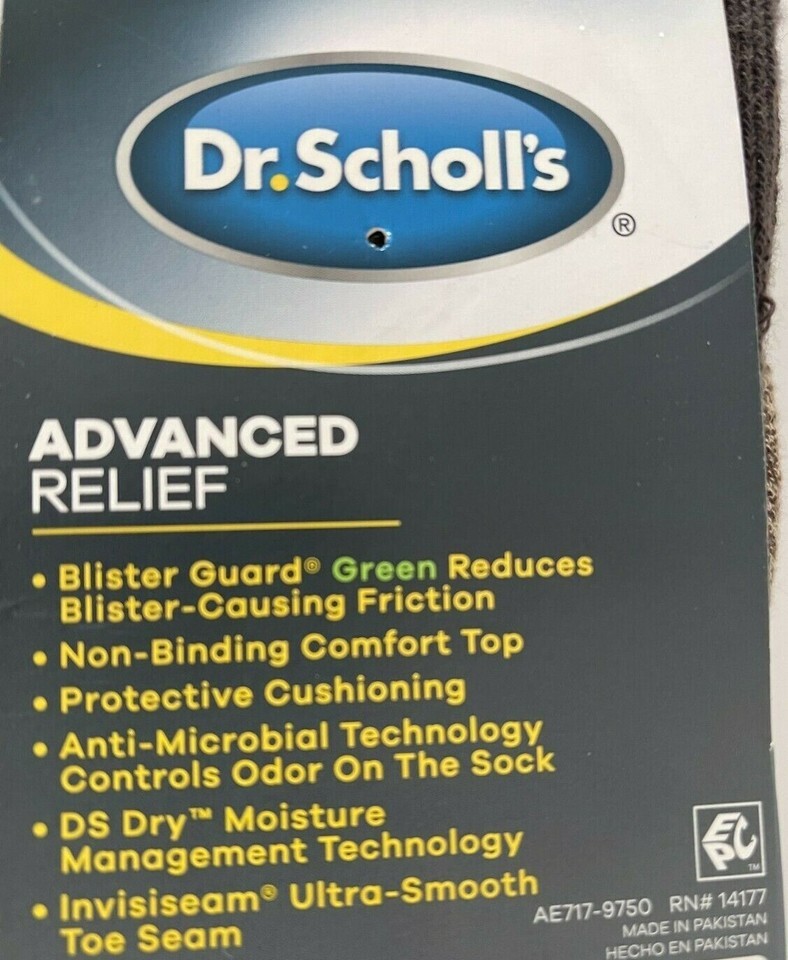 Dr.Scholl's
®
ADVANCED
RELIEF
• Blister Guard® Green Reduces
Blister-Causing Friction
• Non-Binding Comfort Top
• Protective Cushioning
• Anti-Microbial Technology
Controls Odor On The Sock
• DS Dry™ Moisture
Management Technology
• Invisiseam® Ultra-Smooth
Toe Seam
EPC
TM
AE717-9750 RN# 14177
MADE IN PAKISTAN
HECHO EN PAKISTAN